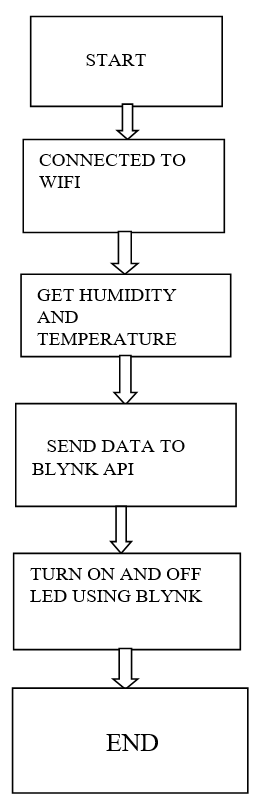 START
CONNECTED TO
WIFI
GET HUMIDITY
AND
TEMPERATURE
SEND DATA TO
BLYNK API
TURN ON AND OFF
LED USING BLYNK
END